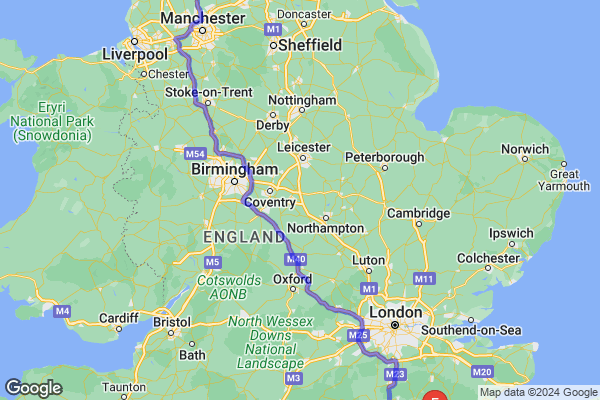 Manchester
Doncaster
M1
Liverpool
Sheffield
Chester
Stoke-on-Trent
Eryri
National Park
(Snowdonia)
Nottingham
Derby
M54
Leicester
Peterborough
Norwich
Birmingham
Great
Yarmouth
Coventry
Northampton
Cambridge
ENGLAND
Ipswich
M40
M5
Luton
Colchester
Cotswolds
AONB
Oxford
M1
M11
M4
London
Cardiff
Bristol
North Wessex
Downs
National
Landscape
M25
Southend-on-Sea
Bath
M3
M23
M20
Taunton
Google
Map data ©2024 Google